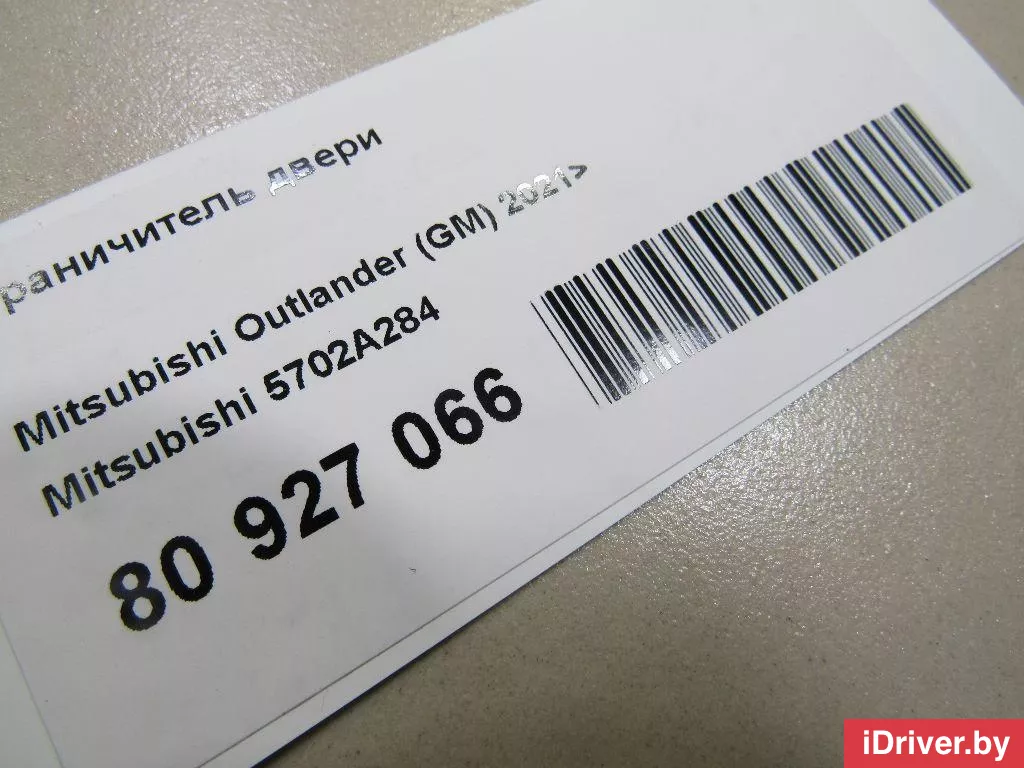 раничитель двери
Mitsubishi Outlander (GM) 2021>
Mitsubishi 5702A284
80 927 066
iDriver.by